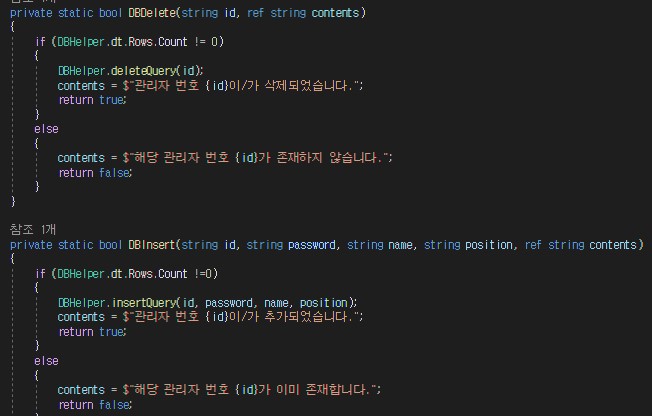 private static bool DBDelete(string id, ref string contents)
{
if (DBHelper.dt.Rows.Count != 0)
{
DBHelper.deleteQuery(id);
contents = $"관리자 번호 {id}이/가 삭제되었습니다.";
return true;
}
else
{
contents = $"해당 관리자 번호 {id}가 존재하지 않습니다.";
return false;
}
}
참조 1개
private static bool DBInsert(string id, string password, string name, string position, ref string contents)
{
if (DBHelper.dt.Rows.Count !=0)
{
DBHelper.insertQuery(id, password, name, position);
contents = $"관리자 번호 {id}이/가 추가되었습니다.";
return true;
}
else
{
contents = $"해당 관리자 번호 {id}가 이미 존재합니다.";
return false;